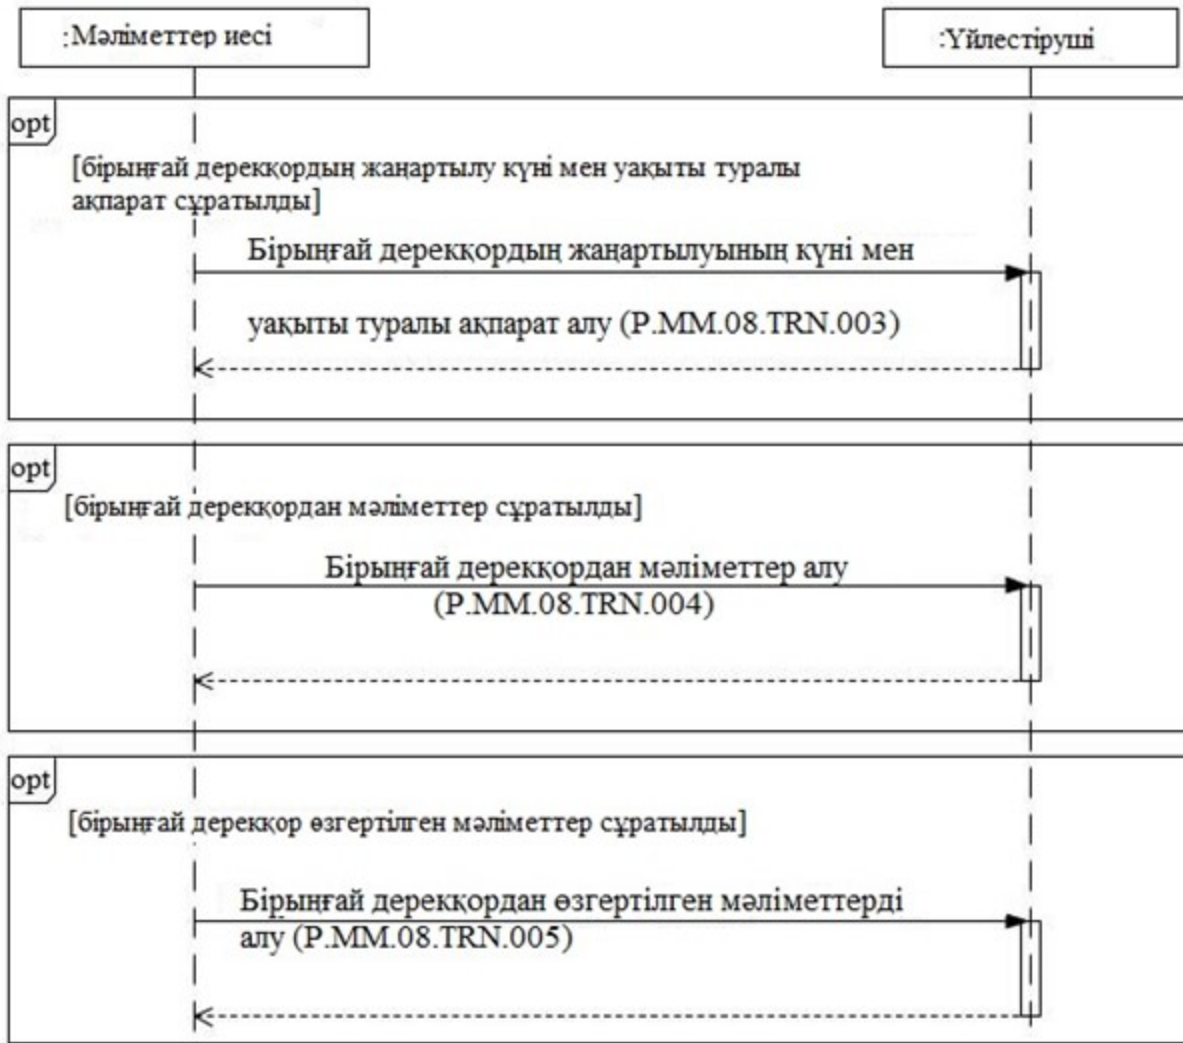 :Мәліметтер иесі
:Үйлестіруші
opt
[бірыңғай дерекқордың жаңартылу күні мен уақыты туралы
ақпарат сұратылды]
Бірыңғай дерекқордың жаңартылуының күні мен
уақыты туралы ақпарат алу (P.MM.08.TRN.003)
opt
[бірыңғай дерекқордан мәліметтер сұратылды]
Бірыңғай дерекқордан мәліметтер алу
(P.MM.08.TRN.004)
opt
[бірыңғай дерекқор өзгертілген мәліметтер сұратылды]
Бірыңғай дерекқордан өзгертілген мәліметтерді
алу (P.MM.08.TRN.005)